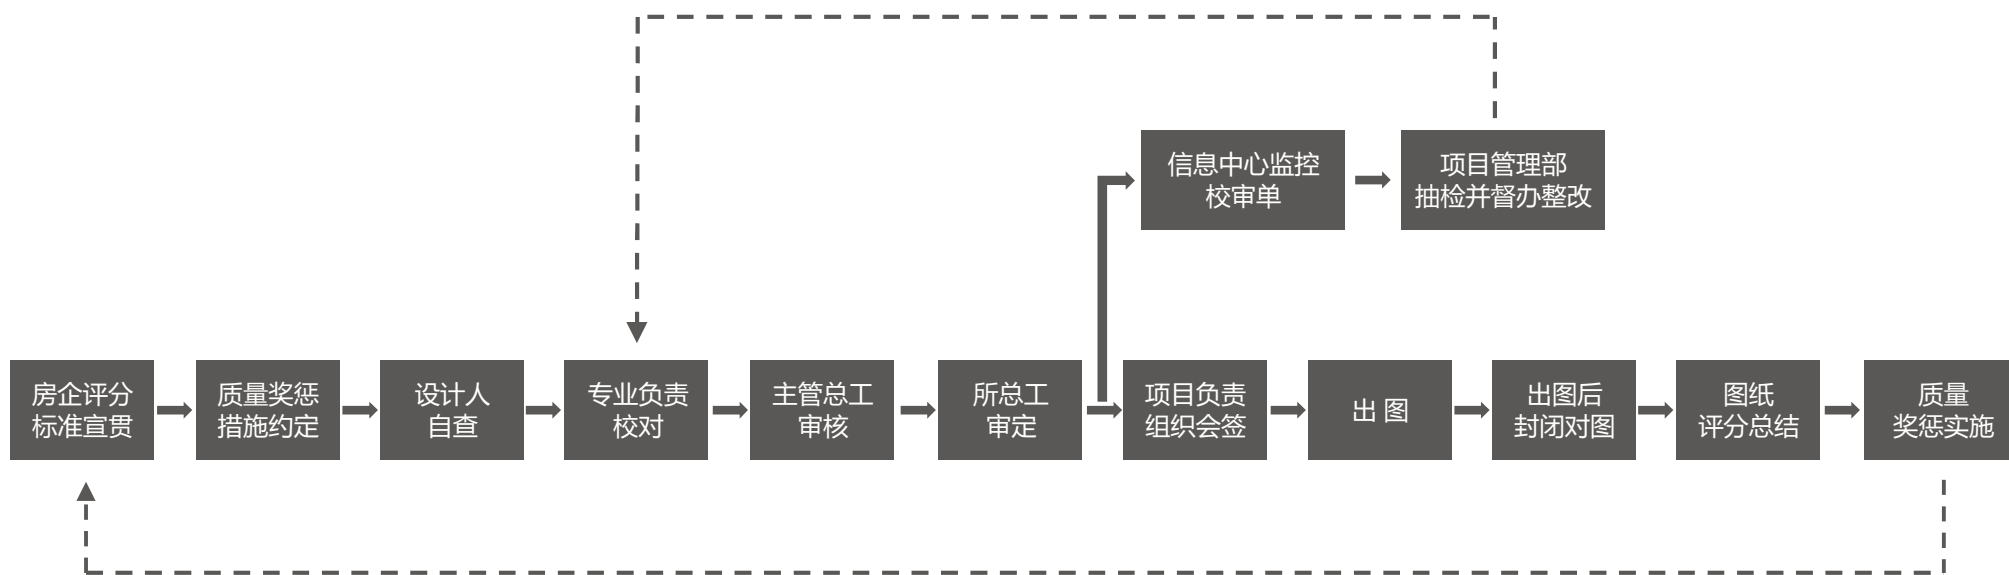 信息中心监控
校审单
项目管理部
抽检并督办整改
房企评分
标准宣贯
质量奖惩
措施约定
设计人
自查
专业负责
校对
主管总工
审核
所总工
审定
项目负责
组织会签
出 图
出图后
封闭对图
图纸
评分总结
质量
奖惩实施